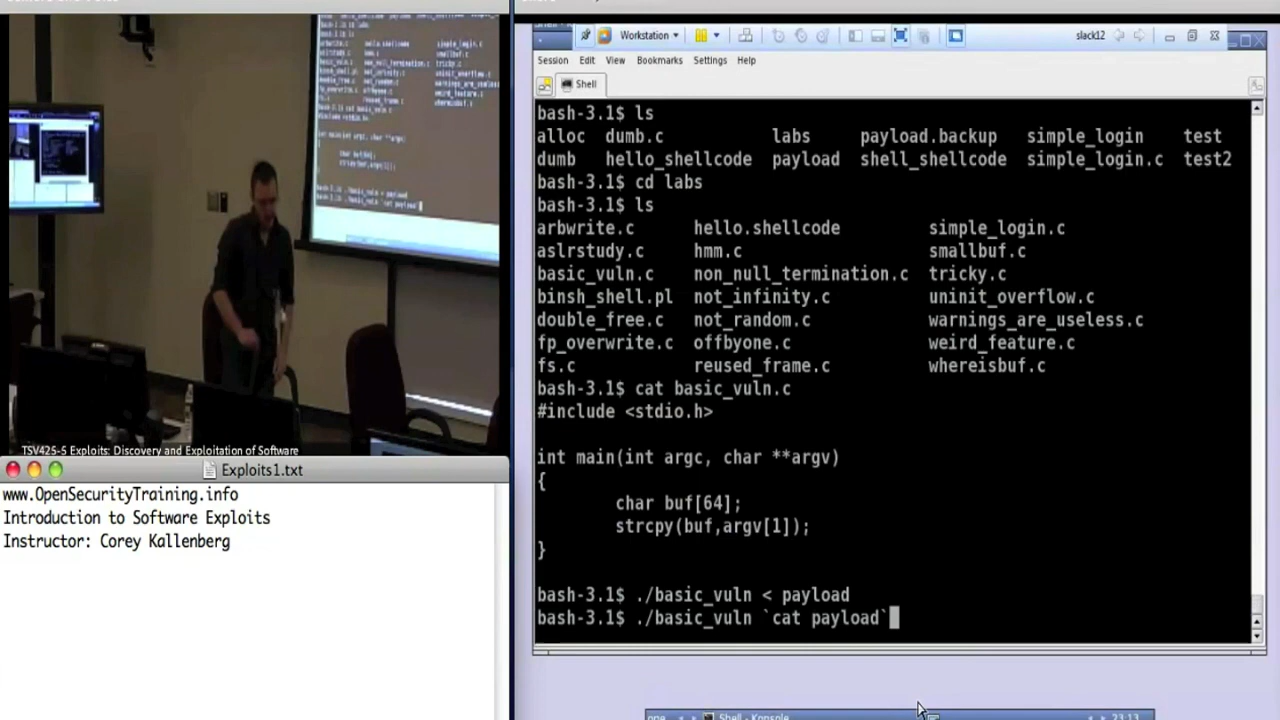 TSV425-5 Exploits: Discovery and Exploitation of Software
Exploits1.txt
www.OpenSecurityTraining.info
Introduction to Software Exploits
Instructor: Corey Kallenberg
Workstation
slack12
Session Edit View Bookmarks Settings Help
Shell
bash-3.1$ ls
alloc dumb.c labs payload.backup simple_login test
dumb hello_shellcode payload shell_shellcode simple_login.c test2
bash-3.1$ cd labs
bash-3.1$ ls
arbwrite.c hello.shellcode simple_login.c
aslrstudy.c hmm.c smallbuf.c
basic_vuln.c non_null_termination.c tricky.c
binsh_shell.pl not_infinity.c uninit_overflow.c
double_free.c not_random.c warnings_are_useless.c
fp_overwrite.c offbyone.c weird_feature.c
fs.c reused_frame.c whereisbuf.c
bash-3.1$ cat basic_vuln.c
#include <stdio.h>
int main(int argc, char **argv)
{
char buf[64];
strcpy(buf,argv[1]);
}
bash-3.1$ ./basic_vuln < payload
bash-3.1$ ./basic_vuln `cat payload`
Shell - Konsole
23:13